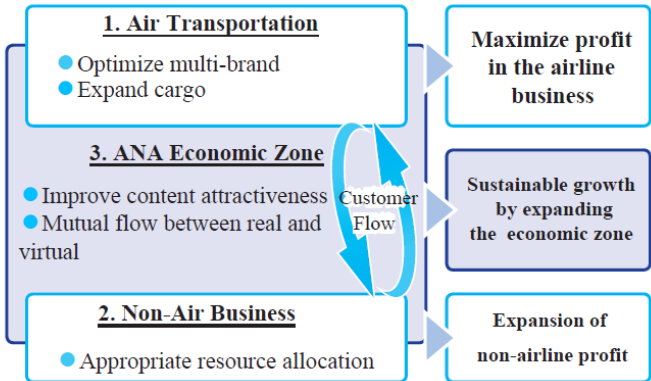 1. Air Transportation
Optimize multi-brand
Expand cargo
Maximize profit
in the airline
business
3. ANA Economic Zone
Improve content attractiveness
Mutual flow between real and
virtual
Customer
Flow
Sustainable growth
by expanding
the economic zone
2. Non-Air Business
Appropriate resource allocation
Expansion of
non-airline profit